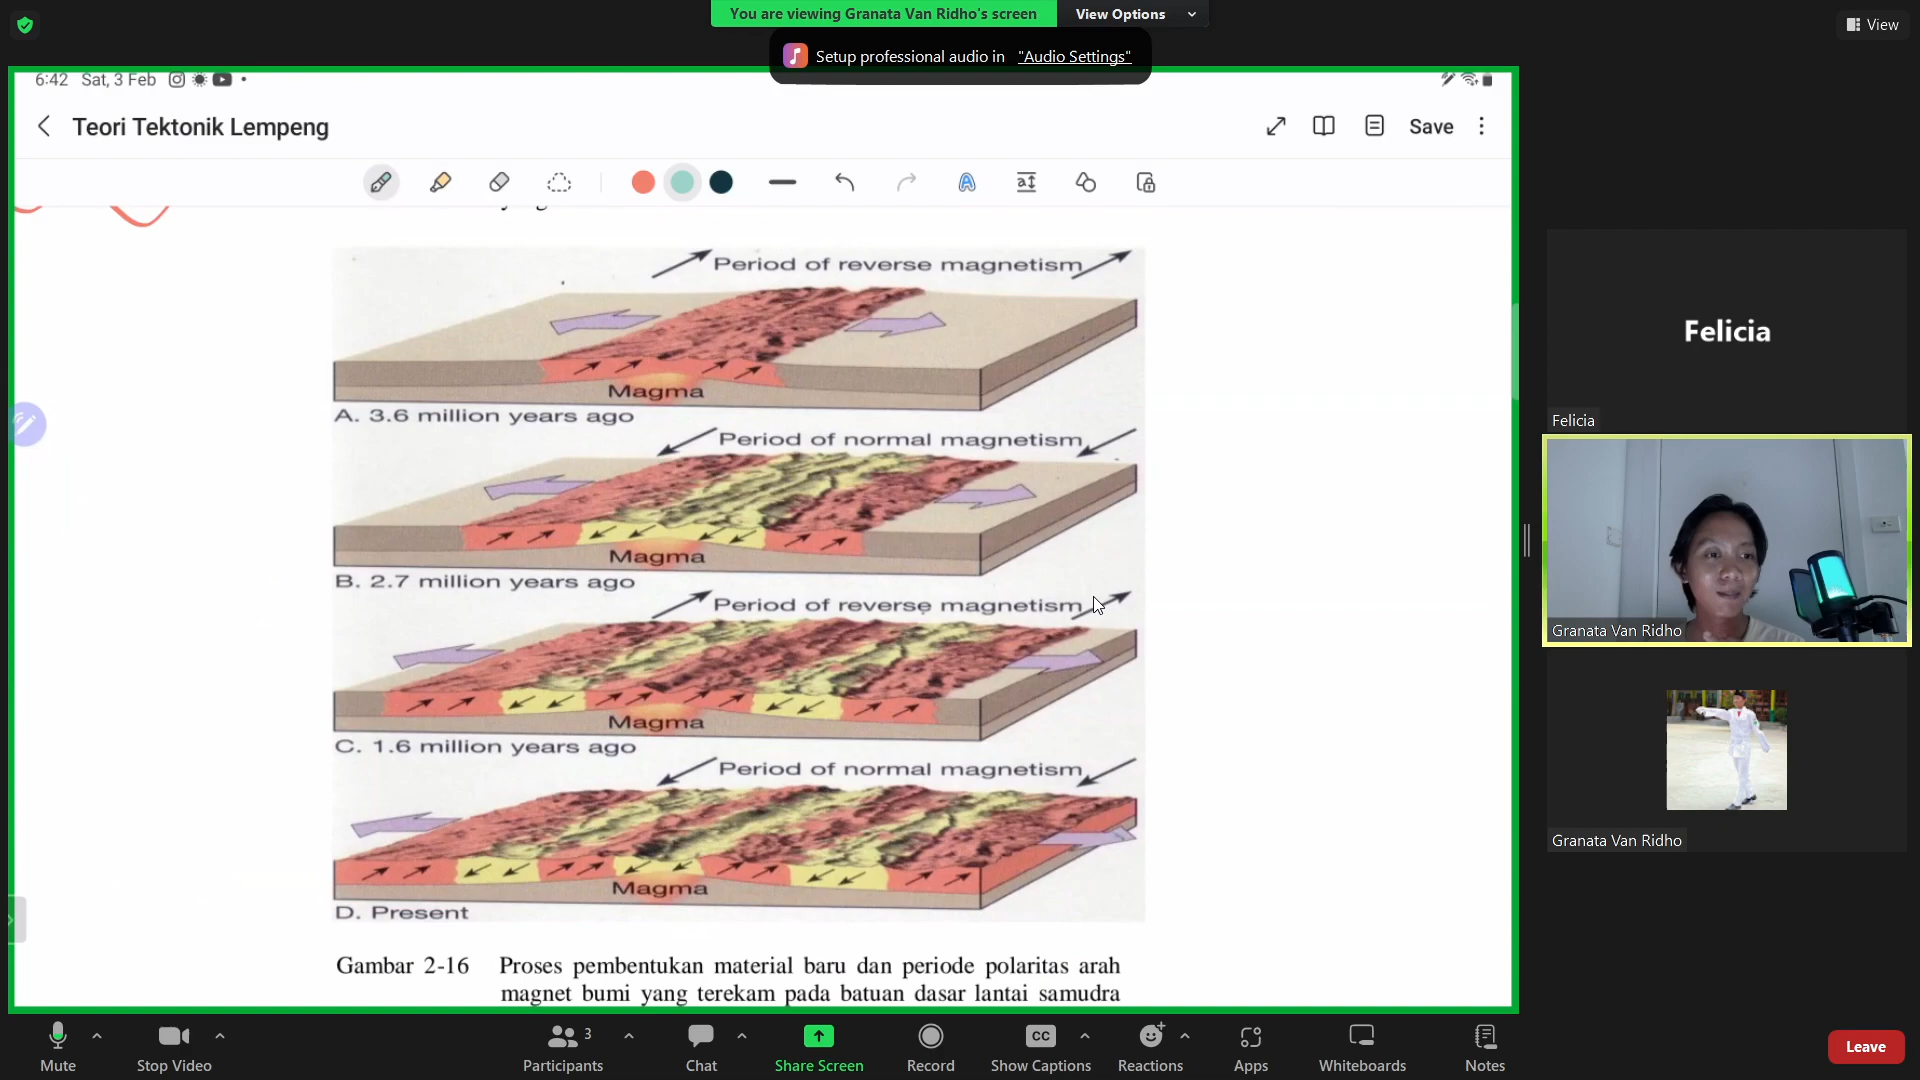 You are viewing Granata Van Ridho's screen
View Options
View
Setup professional audio in "Audio Settings"
6:42 Sat, 3 Feb
Teori Tektonik Lempeng
Save
Period of reverse magnetism
Magma
A. 3.6 million years ago
Period of normal magnetism
Magma
B. 2.7 million years ago
Period of reverse magnetism
Magma
C. 1.6 million years ago
Period of normal magnetism
Magma
D. Present
Gambar 2-16 Proses pembentukan material baru dan periode polaritas arah
magnet bumi yang terekam pada batuan dasar lantai samudra
Felicia
Felicia
Granata Van Ridho
Granata Van Ridho
Mute
Stop Video
Participants 3
Chat
Share Screen
Record
CC
Show Captions
Reactions
Apps
Whiteboards
Notes
Leave